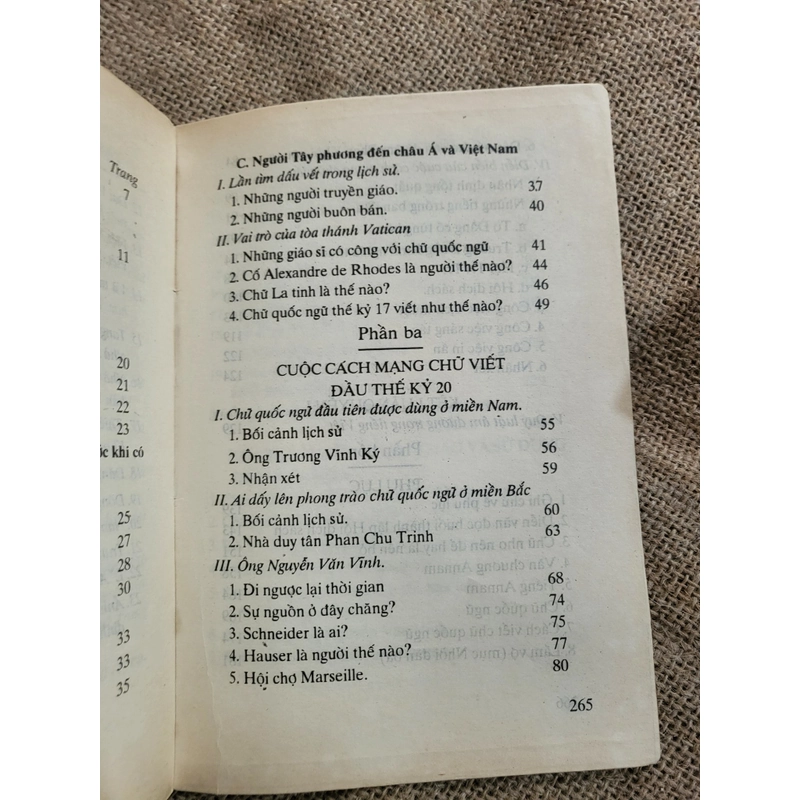 Trang
7
11
20
21
22
23
khi có
25
27
28
30
33
33
35
C. Người Tây phương đến châu Á và Việt Nam
I. Lần tìm dấu vết trong lịch sử.
1. Những người truyền giáo. 37
2. Những người buôn bán. 40
II. Vai trò của tòa thánh Vatican
1. Những giáo sĩ có công với chữ quốc ngữ 41
2. Cố Alexandre de Rhodes là người thế nào? 44
3. Chữ La tinh là thế nào? 46
4. Chữ quốc ngữ thế kỷ 17 viết như thế nào? 49
Phần ba
CUỘC CÁCH MẠNG CHỮ VIẾT
ĐẦU THẾ KỶ 20
I. Chữ quốc ngữ đầu tiên được dùng ở miền Nam.
1. Bối cảnh lịch sử 55
2. Ông Trương Vĩnh Ký 56
3. Nhận xét 59
II. Ai dấy lên phong trào chữ quốc ngữ ở miền Bắc
1. Bối cảnh lịch sử. 60
2. Nhà duy tân Phan Chu Trinh 63
III. Ông Nguyễn Văn Vĩnh.
1. Đi ngược lại thời gian 68
2. Sự nguồn ở đây chăng? 74
3. Schneider là ai? 75
4. Hauser là người thế nào? 77
5. Hội chợ Marseille. 80
265